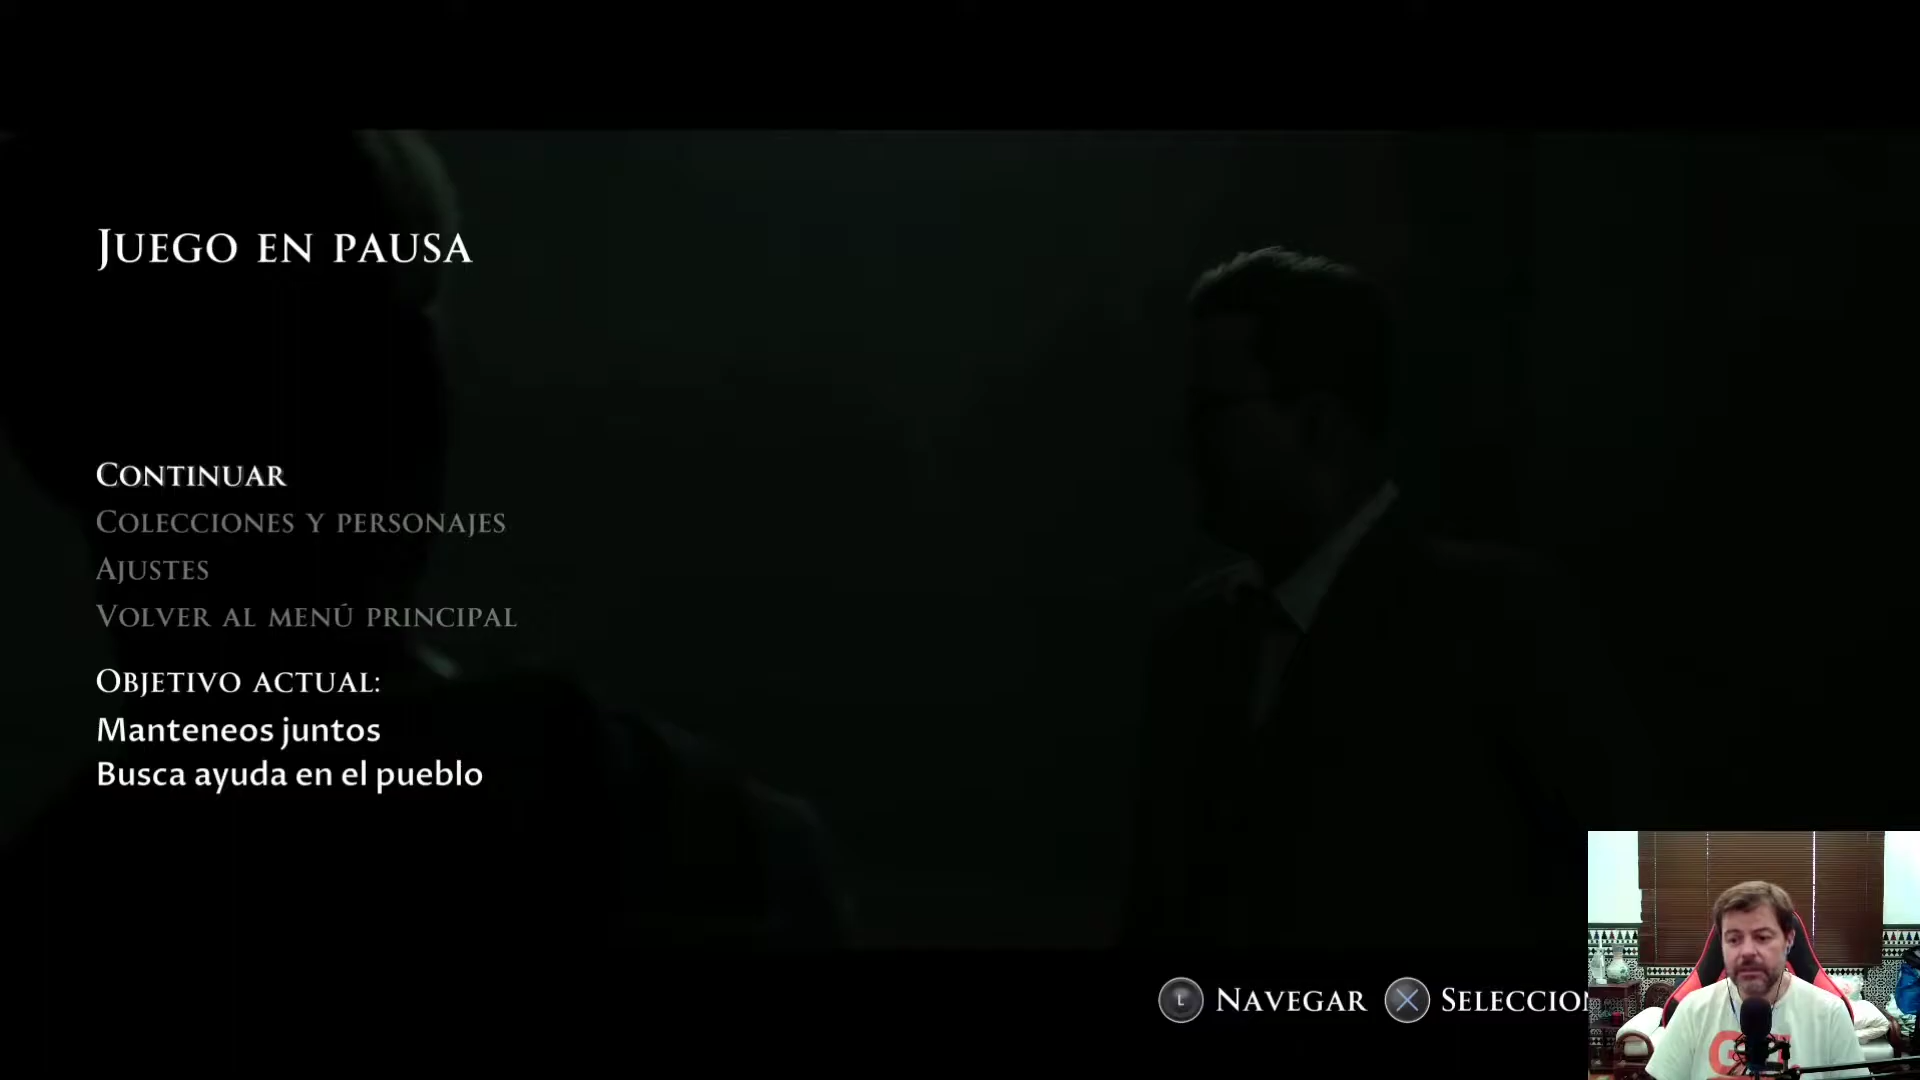 JUEGO EN PAUSA
CONTINUAR
COLECCIONES Y PERSONAJES
AJUSTES
VOLVER AL MENÚ PRINCIPAL
OBJETIVO ACTUAL:
Manteneos juntos
Busca ayuda en el pueblo
L NAVEGAR SELECCION